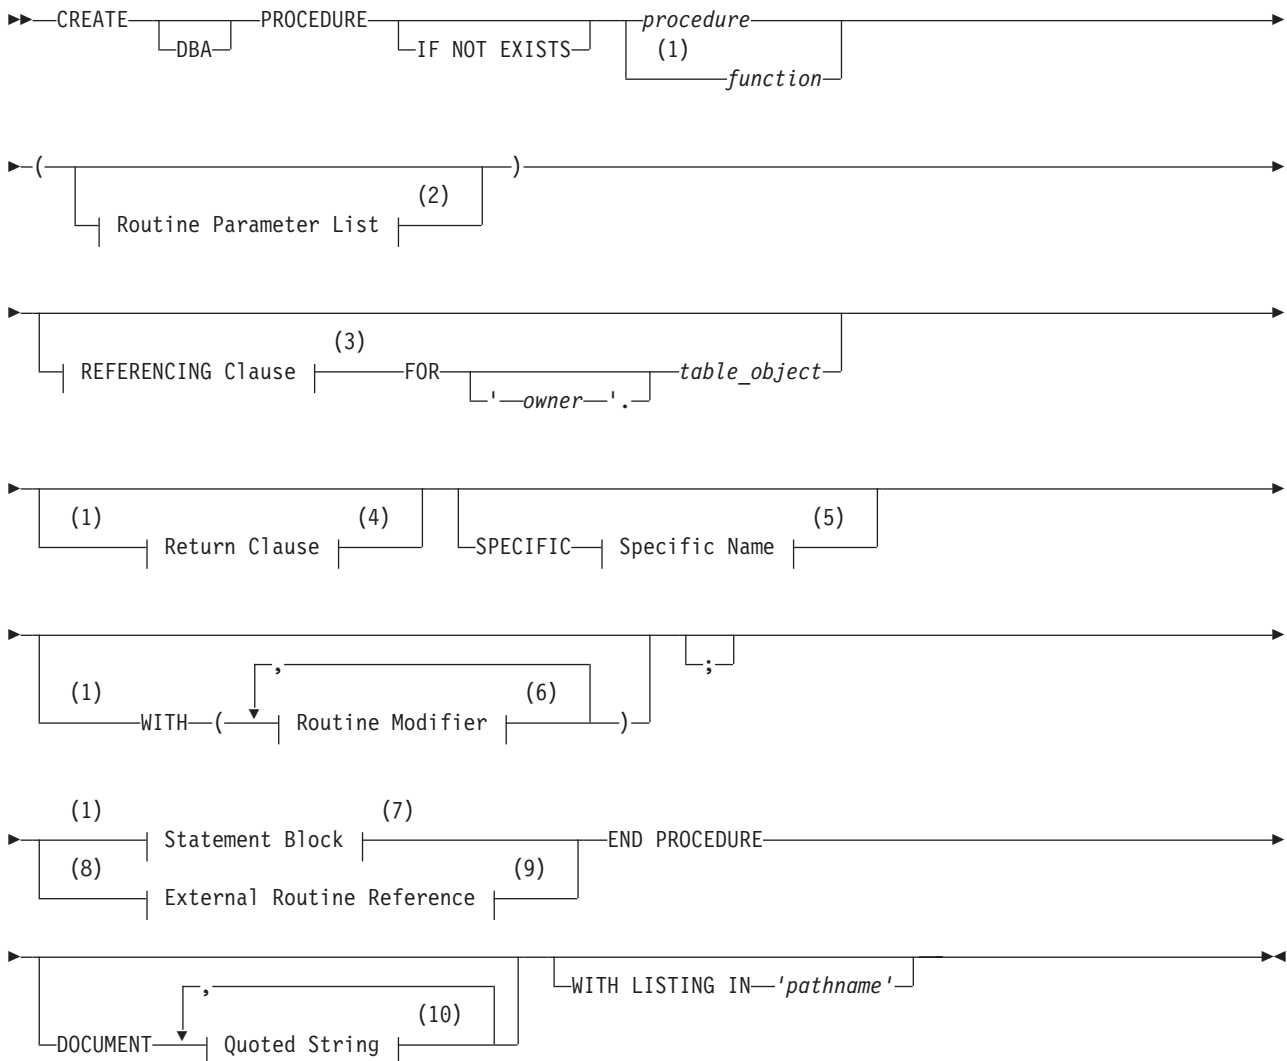 CREATE PROCEDURE procedure
DBA IF NOT EXISTS (1)
function
( )
(2)
Routine Parameter List
(3)
REFERENCING Clause FOR table_object
' owner '.
(1) (4) (5)
Return Clause SPECIFIC Specific Name
, ;
(1) (6)
WITH ( Routine Modifier )
(1) (7)
Statement Block END PROCEDURE
(8) (9)
External Routine Reference
WITH LISTING IN 'pathname'
,
(10)
DOCUMENT Quoted String